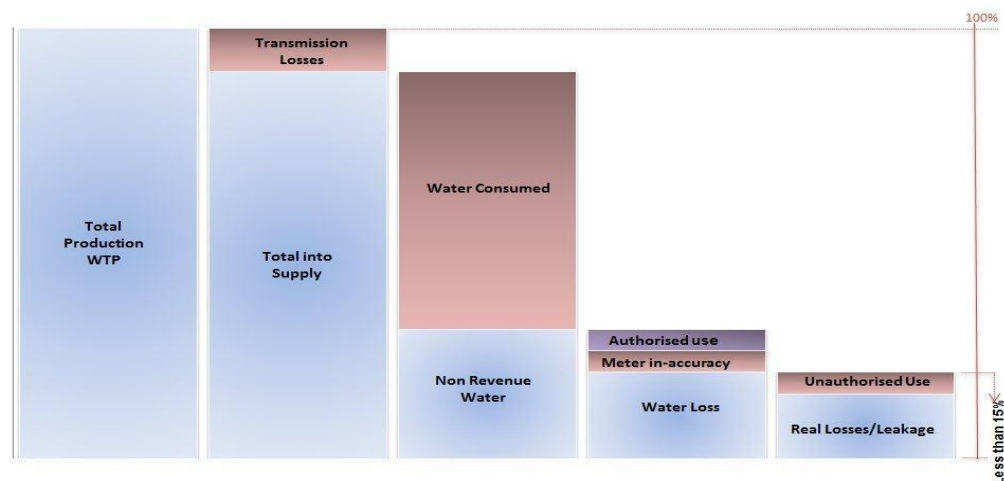 100%
Transmission
Losses
Water Consumed
Total
Production
WTP
Total into
Supply
Authorised use
Meter in-accuracy
Non Revenue
Water
Water Loss
Unauthorised Use
Real Losses/Leakage
Less than 15%